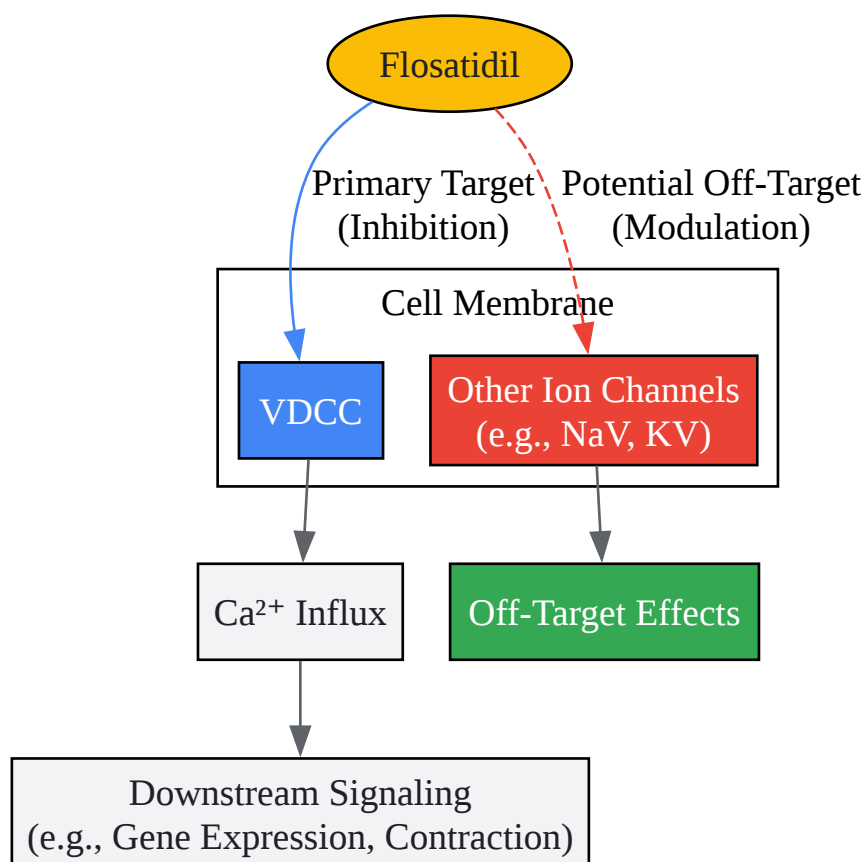 Flosatidil
Primary Target
(Inhibition)
Potential Off-Target
(Modulation)
Cell Membrane
VDCC
Other Ion Channels
(e.g., NaV, KV)
Ca²⁺ Influx
Off-Target Effects
Downstream Signaling
(e.g., Gene Expression, Contraction)